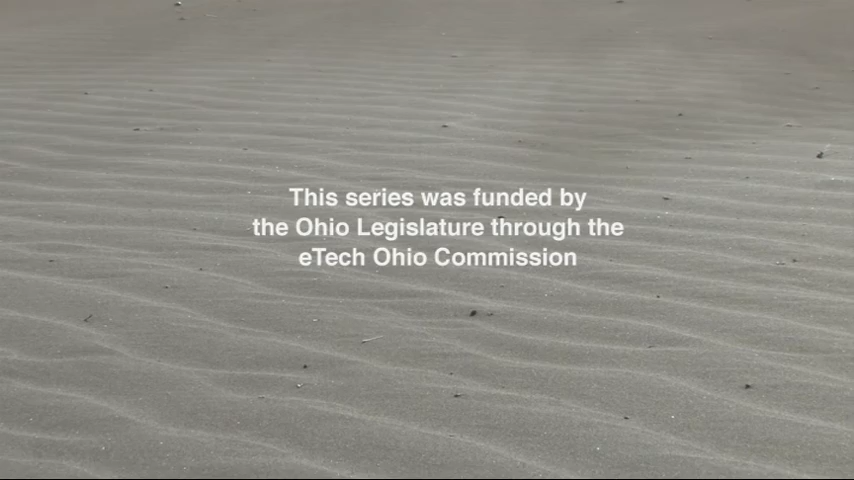 This series was funded by
the Ohio Legislature through the
eTech Ohio Commission